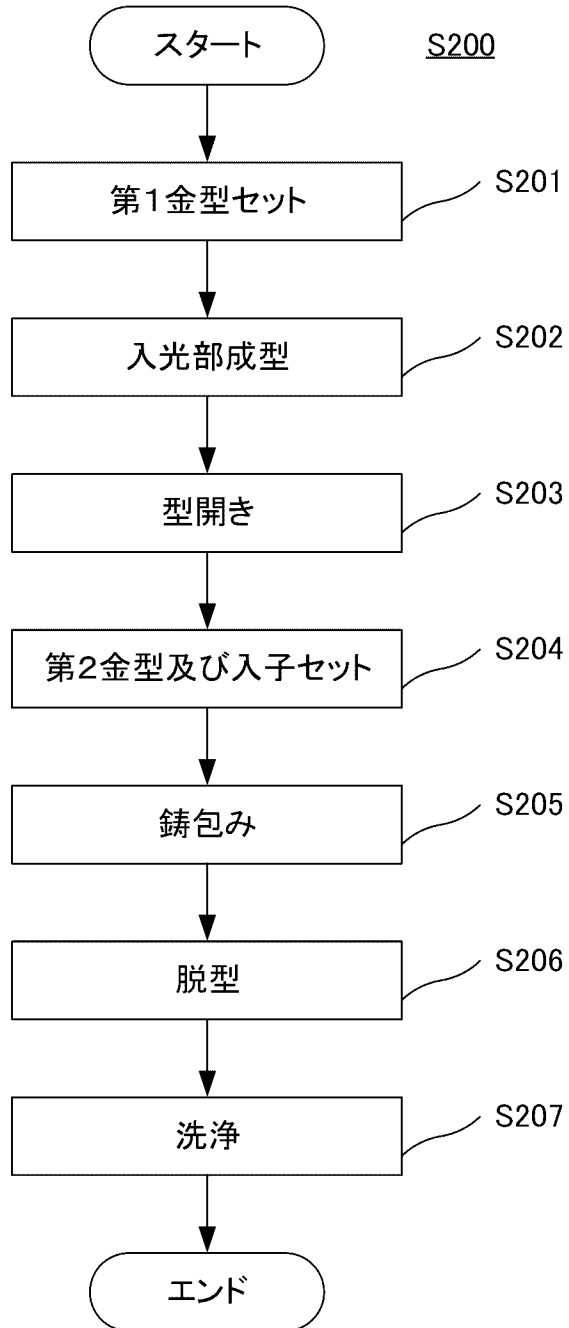 スタート
S200
第1金型セット
S201
入光部成型
S202
型開き
S203
第2金型及び入子セット
S204
鋳包み
S205
脱型
S206
洗浄
S207
エンド